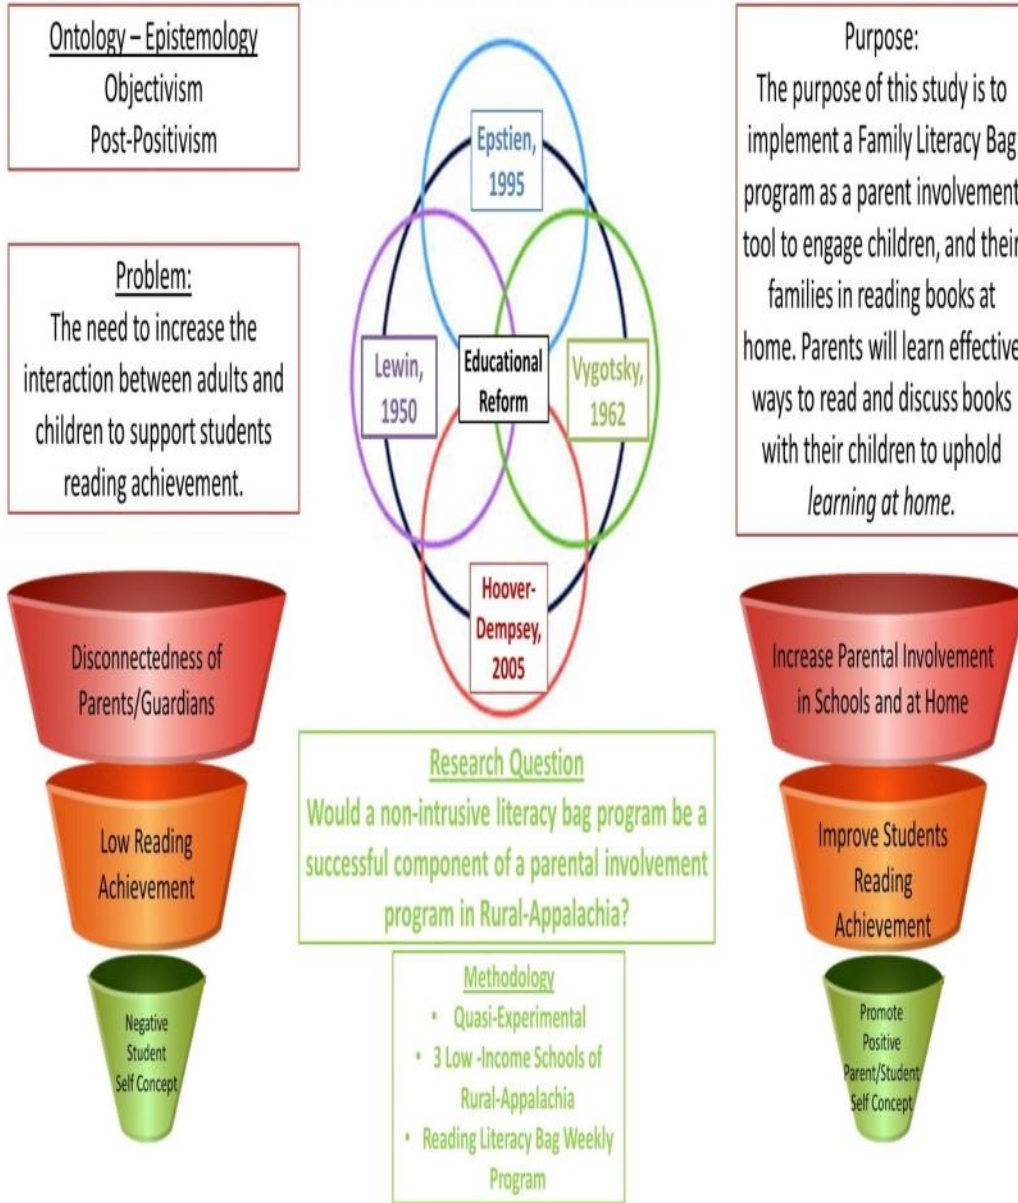 Ontology – Epistemology
Objectivism
Post-Positivism
Problem:
The need to increase the
interaction between adults and
children to support students
reading achievement.
Epstien,
1995
Lewin,
1950
Educational
Reform
Vygotsky,
1962
Hoover-
Dempsey,
2005
Purpose:
The purpose of this study is to
implement a Family Literacy Bag
program as a parent involvement
tool to engage children, and their
families in reading books at
home. Parents will learn effective
ways to read and discuss books
with their children to uphold
learning at home.
Disconnectedness of
Parents/Guardians
Low Reading
Achievement
Negative
Student
Self Concept
Research Question
Would a non-intrusive literacy bag program be a
successful component of a parental involvement
program in Rural-Appalachia?
Methodology
• Quasi-Experimental
• 3 Low -Income Schools of
Rural-Appalachia
• Reading Literacy Bag Weekly
Program
Increase Parental Involvement
in Schools and at Home
Improve Students
Reading
Achievement
Promote
Positive
Parent/Student
Self Concept